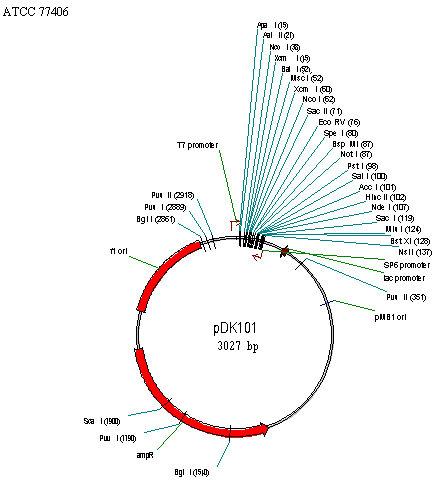 ATCC 77406
Apa I (15)
Aat II (21)
Nco I (38)
Xcm I (45)
Bal I (52)
Msc I (52)
Xcm I (60)
Nco I (62)
Sac II (71)
Eco RV (76)
Spe I (80)
Bsp MI (87)
Not I (87)
Pst I (98)
Sal I (100)
Acc I (101)
Hinc II (102)
Nde I (107)
Sac I (119)
Mlu I (124)
Bst XI (128)
Nsi I (137)
SP6 promoter
lac promoter
Pvu II (351)
pMB1 ori
T7 promoter
Pvu II (2918)
Pvu I (2889)
Bgl I (2861)
f1 ori
pDK101
3027 bp
Sca I (1900)
Pvu I (1790)
ampR
Bgl I (1540)